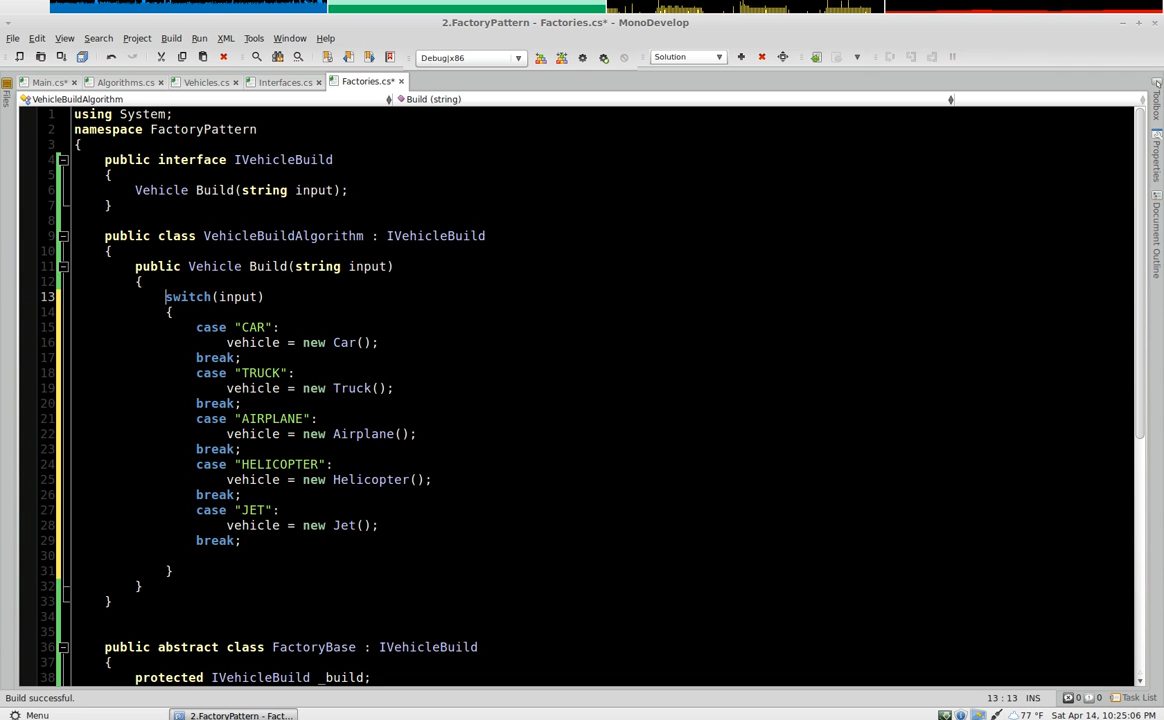 2.FactoryPattern - Factories.cs* - MonoDevelop
File Edit View Search Project Build Run XML Tools Window Help
Debug|x86
Solution
Main.cs* Algorithms.cs Vehicles.cs Interfaces.cs Factories.cs*
VehicleBuildAlgorithm Build (string)
1 using System;
2 namespace FactoryPattern
3 {
4 public interface IVehicleBuild
5 {
6 Vehicle Build(string input);
7 }
8
9 public class VehicleBuildAlgorithm : IVehicleBuild
10 {
11 public Vehicle Build(string input)
12 {
13 switch(input)
14 {
15 case "CAR":
16 vehicle = new Car();
17 break;
18 case "TRUCK":
19 vehicle = new Truck();
20 break;
21 case "AIRPLANE":
22 vehicle = new Airplane();
23 break;
24 case "HELICOPTER":
25 vehicle = new Helicopter();
26 break;
27 case "JET":
28 vehicle = new Jet();
29 break;
30
31 }
32 }
33 }
34
35
36 public abstract class FactoryBase : IVehicleBuild
37 {
38 protected IVehicleBuild _build;
Files
Toolbox
Properties
Document Outline
Build successful. 13 : 13 INS 0 0 Task List
Menu 2.FactoryPattern - Fact... 77 °F Sat Apr 14, 10:25:06 PM